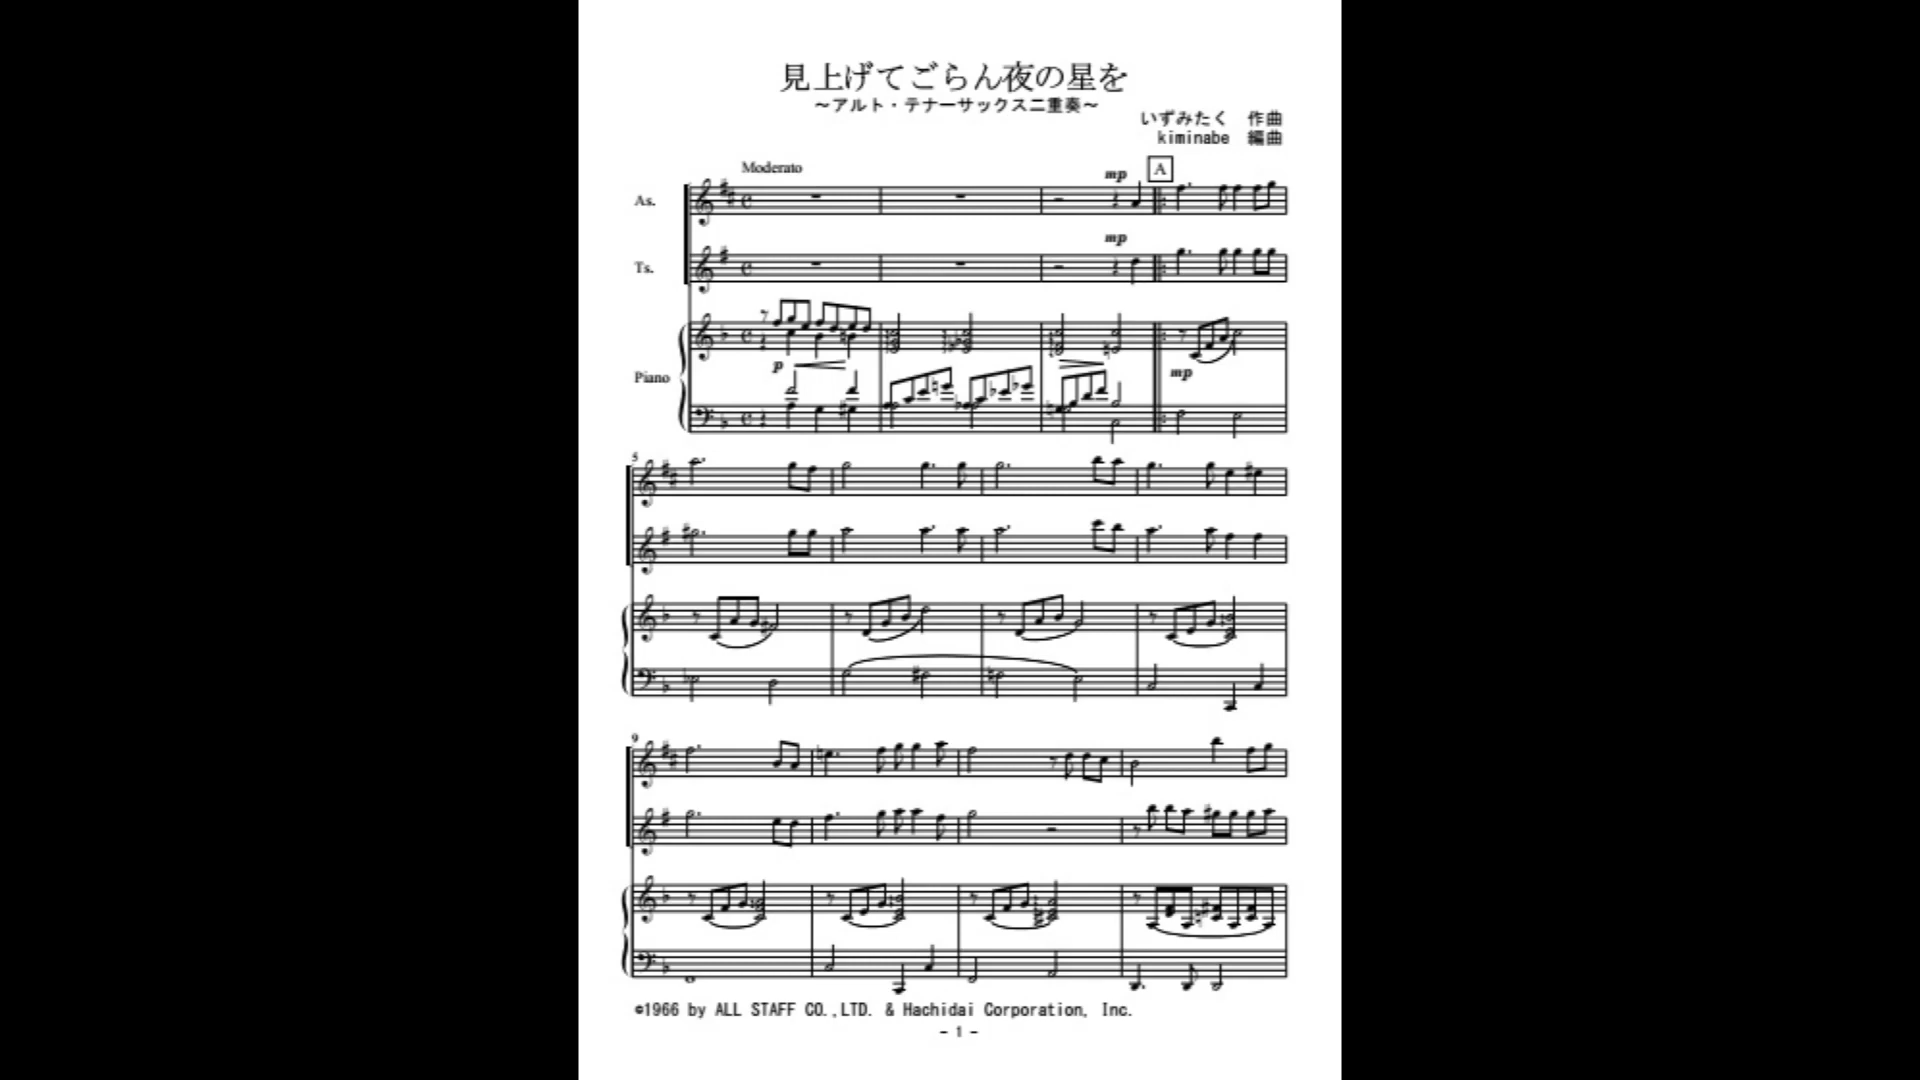 見上げてごらん夜の星を
～アルト・テナーサックス二重奏～
いずみたく 作曲
kiminabe 編曲
Moderato
mp
A
As.
mp
Ts.
p
mp
Piano
5
9
©1966 by ALL STAFF CO.,LTD. & Hachidai Corporation, Inc.
- 1 -